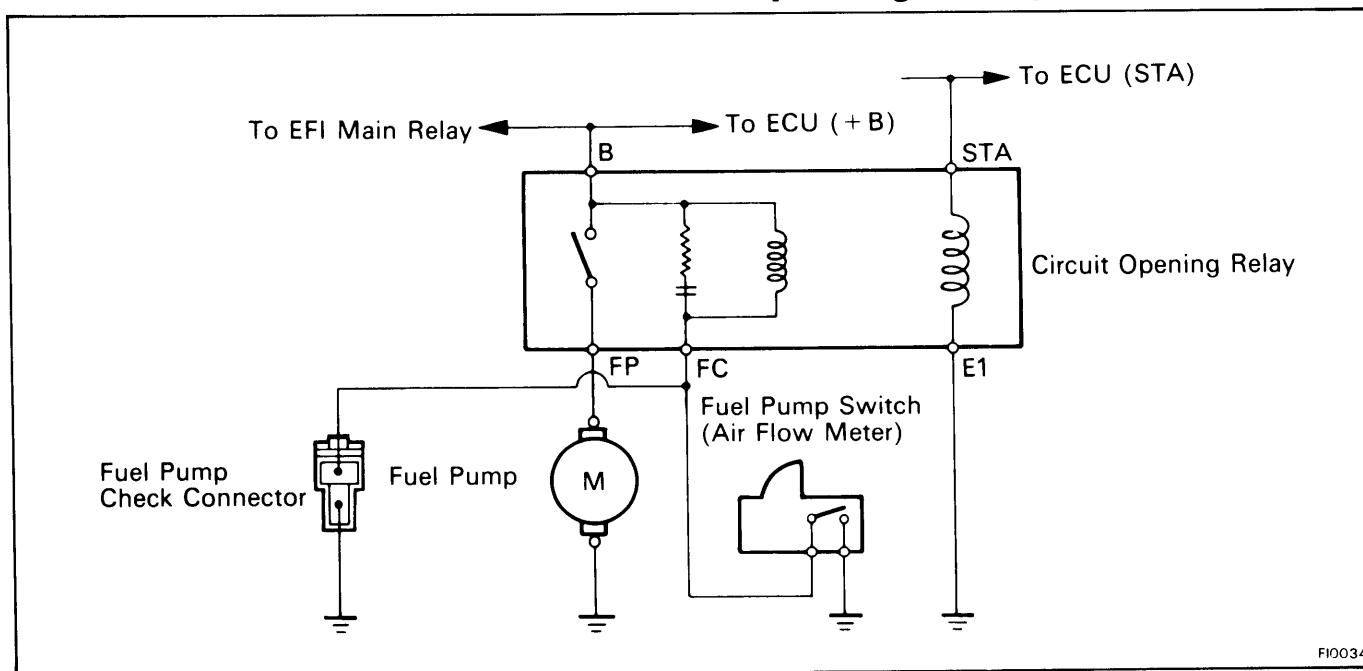 To ECU (STA)
To EFI Main Relay
To ECU (+B)
B
STA
Circuit Opening Relay
FP
FC
E1
Fuel Pump Switch
(Air Flow Meter)
Fuel Pump
Check Connector
Fuel Pump
M
FI0034